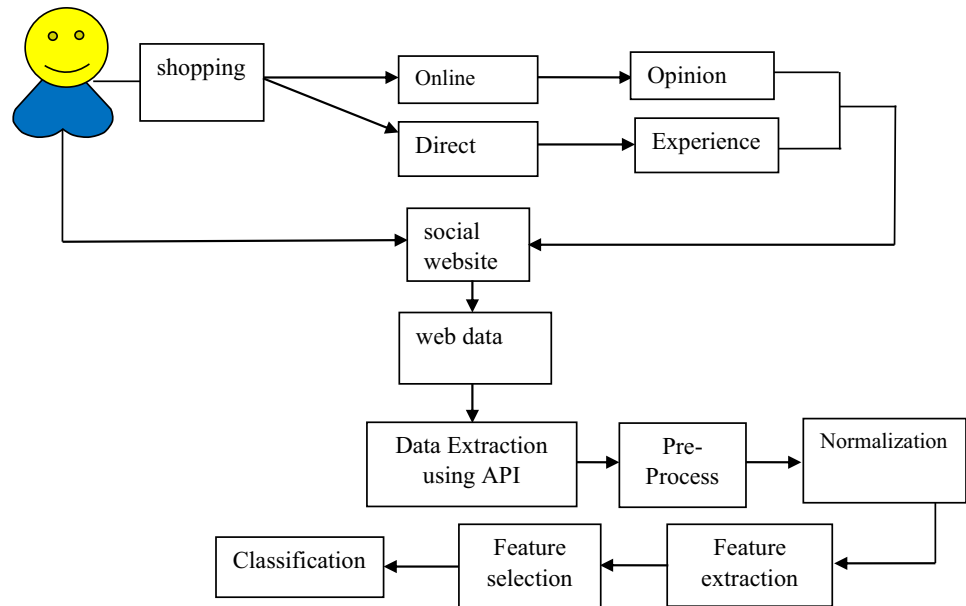 shopping
Online
Opinion
Direct
Experience
social
website
web data
Data Extraction
using API
Pre-
Process
Normalization
Feature
extraction
Feature
selection
Classification